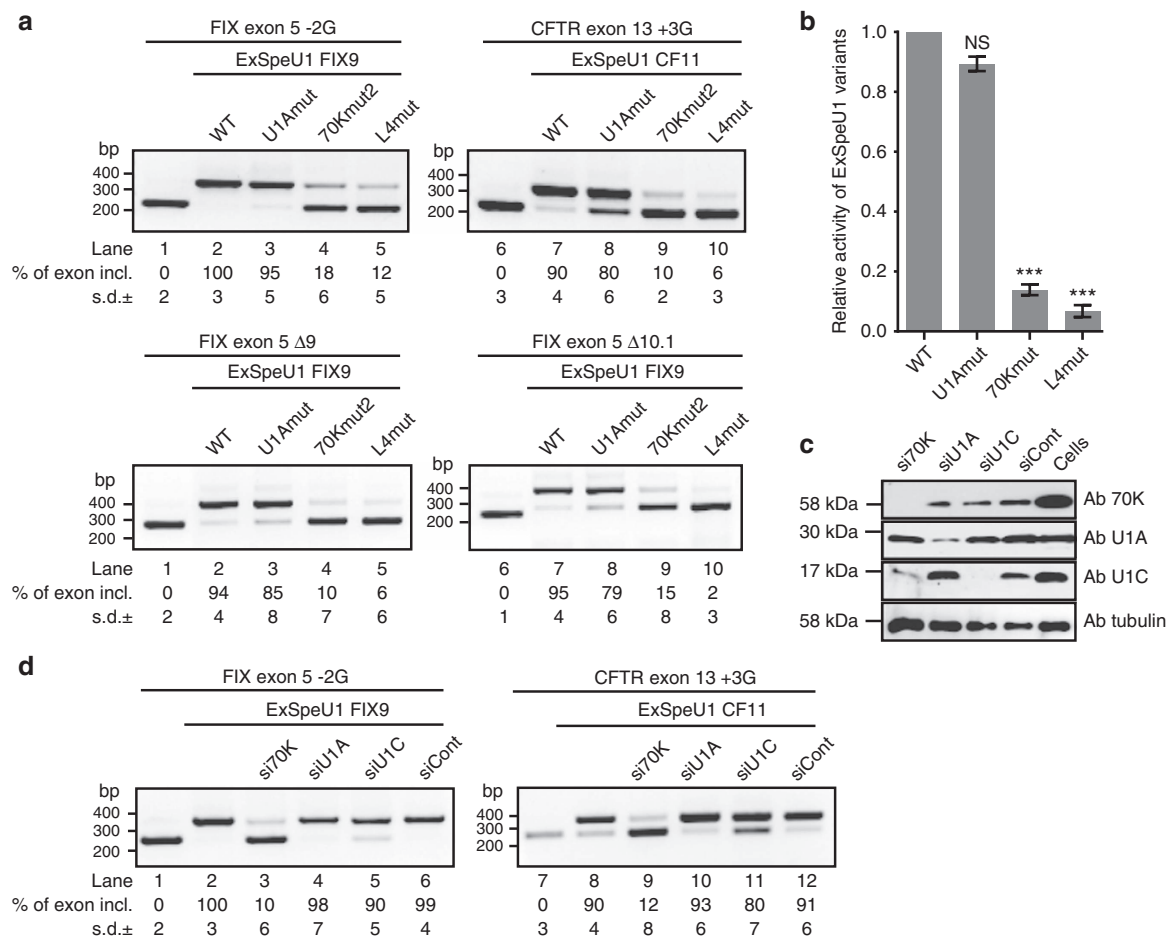 a
FIX exon 5 -2G
ExSpeU1 FIX9
WT U1Amut 70Kmut2 L4mut
bp
400
300
200
Lane 1 2 3 4 5
% of exon incl. 0 100 95 18 12
s.d.± 2 3 5 6 5
CFTR exon 13 +3G
ExSpeU1 CF11
WT U1Amut 70Kmut2 L4mut
bp
400
300
200
6 7 8 9 10
0 90 80 10 6
3 4 6 2 3
FIX exon 5 Δ9
ExSpeU1 FIX9
WT U1Amut 70Kmut2 L4mut
bp
400
300
200
Lane 1 2 3 4 5
% of exon incl. 0 94 85 10 6
s.d.± 2 4 8 7 6
FIX exon 5 Δ10.1
ExSpeU1 FIX9
WT U1Amut 70Kmut2 L4mut
bp
400
300
200
6 7 8 9 10
0 95 79 15 2
1 4 6 8 3
b
Relative activity of ExSpeU1 variants
1.0
0.8
0.6
0.4
0.2
0.0
NS
***
***
WT U1Amut 70Kmut L4mut
c
si70K siU1A siU1C siCont Cells
58 kDa Ab 70K
30 kDa Ab U1A
17 kDa Ab U1C
58 kDa Ab tubulin
d
FIX exon 5 -2G
ExSpeU1 FIX9
si70K siU1A siU1C siCont
bp
400
300
200
Lane 1 2 3 4 5 6
% of exon incl. 0 100 10 98 90 99
s.d.± 2 3 6 7 5 4
CFTR exon 13 +3G
ExSpeU1 CF11
si70K siU1A siU1C siCont
bp
400
300
200
7 8 9 10 11 12
0 90 12 93 80 91
3 4 8 6 7 6